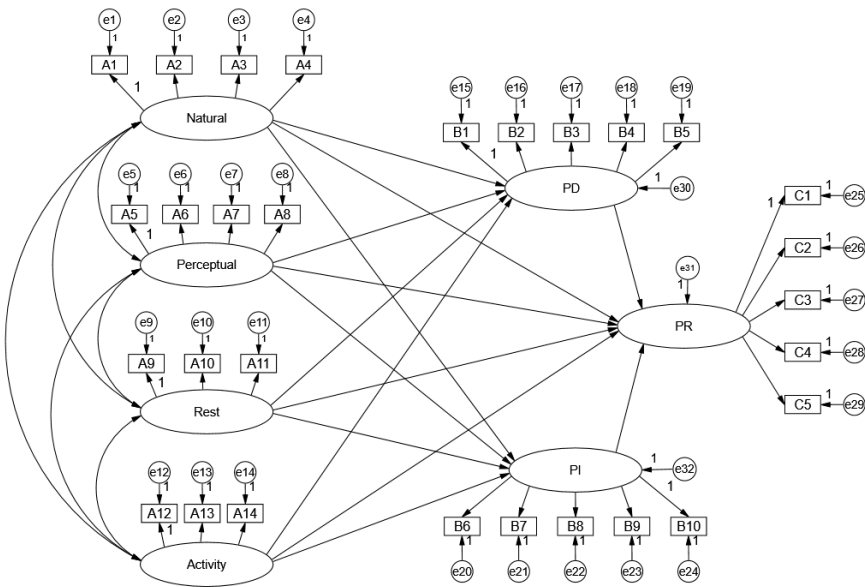 e1 e2 e3 e4
1 1 1 1
A1 A2 A3 A4
1
Natural
e5 e6 e7 e8
1 1 1 1
A5 A6 A7 A8
1
Perceptual
e9 e10 e11
1 1 1
A9 A10 A11
1
Rest
e12 e13 e14
1 1 1
A12 A13 A14
1
Activity
e15 e16 e17 e18 e19
1 1 1 1 1
B1 B2 B3 B4 B5
1
PD
1 e30
e31
1
PR
1
C1 1 e25
C2 1 e26
C3 1 e27
C4 1 e28
C5 1 e29
PI
1 e32
1
B6 B7 B8 B9 B10
1 1 1 1 1
e20 e21 e22 e23 e24